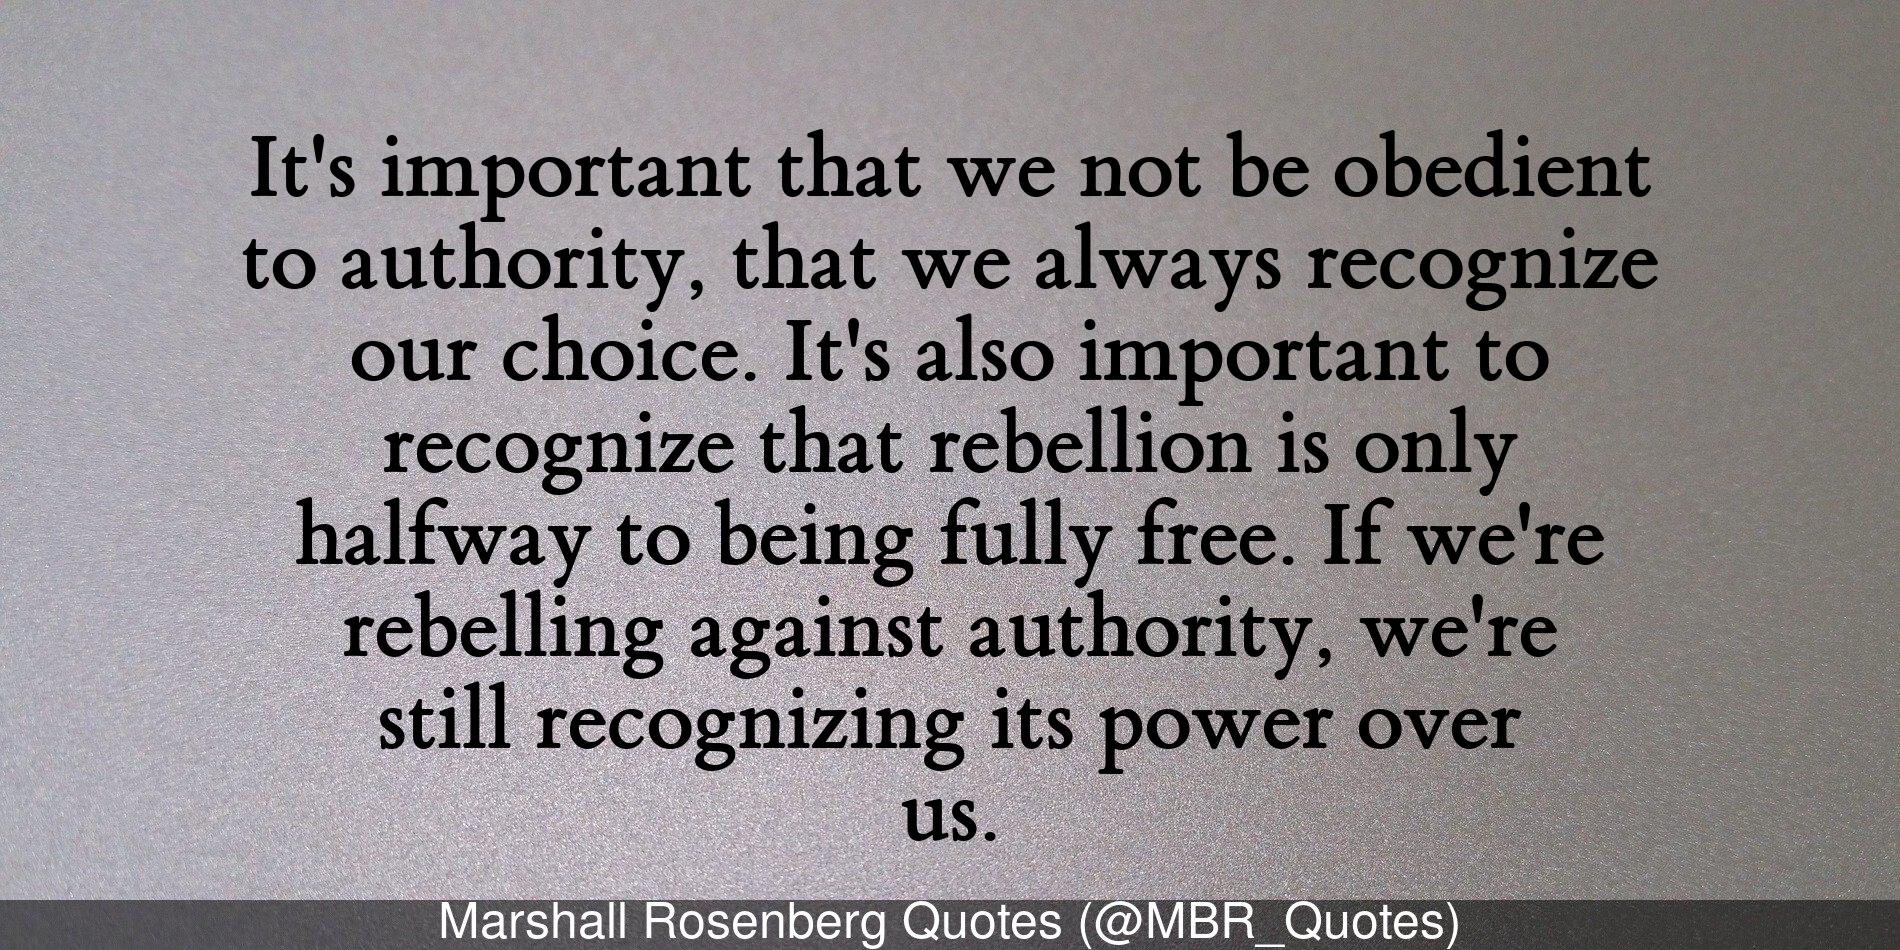 It's important that we not be obedient
to authority, that we always recognize
our choice. It's also important to
recognize that rebellion is only
halfway to being fully free. If we're
rebelling against authority, we're
still recognizing its power over
us.
Marshall Rosenberg Quotes (@MBR_Quotes)